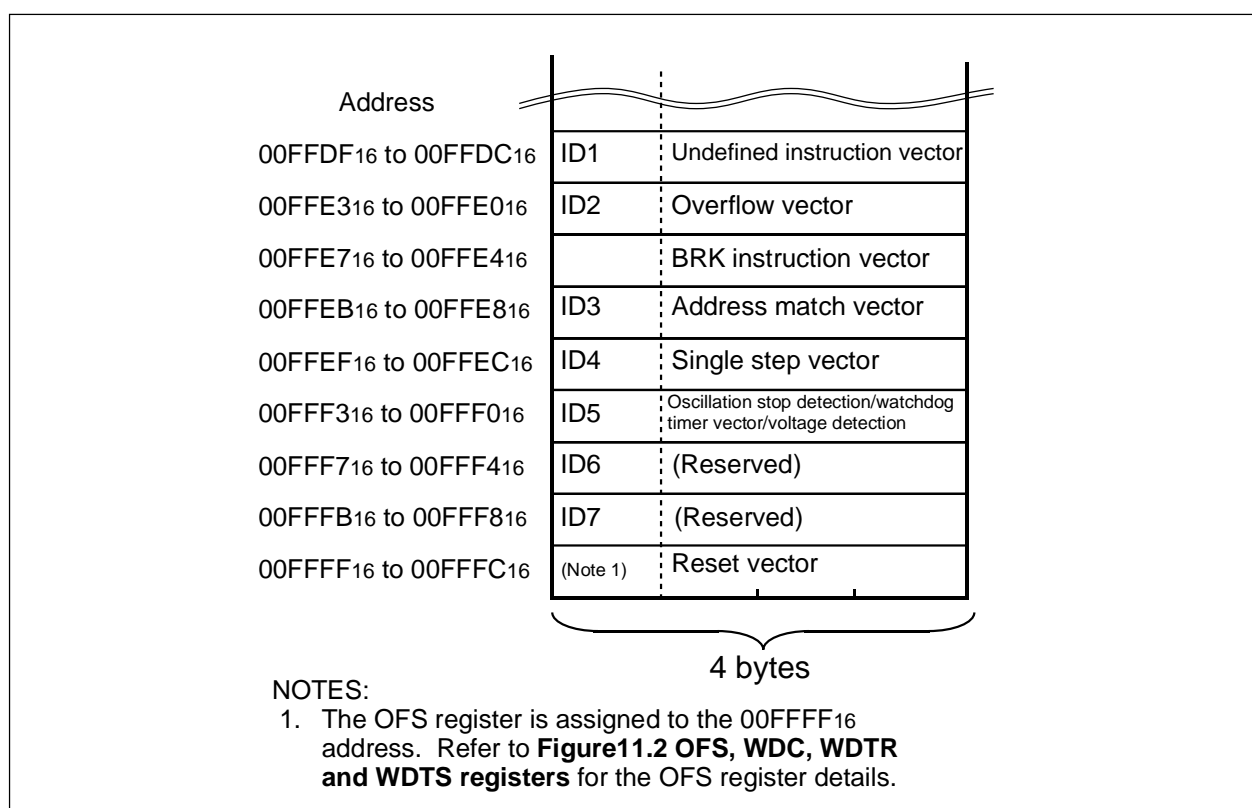 Address
00FFDF16 to 00FFDC16 ID1 Undefined instruction vector
00FFE316 to 00FFE016 ID2 Overflow vector
00FFE716 to 00FFE416 BRK instruction vector
00FFEB16 to 00FFE816 ID3 Address match vector
00FFEF16 to 00FFEC16 ID4 Single step vector
00FFF316 to 00FFF016 ID5 Oscillation stop detection/watchdog
timer vector/voltage detection
00FFF716 to 00FFF416 ID6 (Reserved)
00FFFB16 to 00FFF816 ID7 (Reserved)
00FFFF16 to 00FFFC16 (Note 1) Reset vector
4 bytes
NOTES:
1. The OFS register is assigned to the 00FFFF16
address. Refer to Figure11.2 OFS, WDC, WDTR
and WDTS registers for the OFS register details.